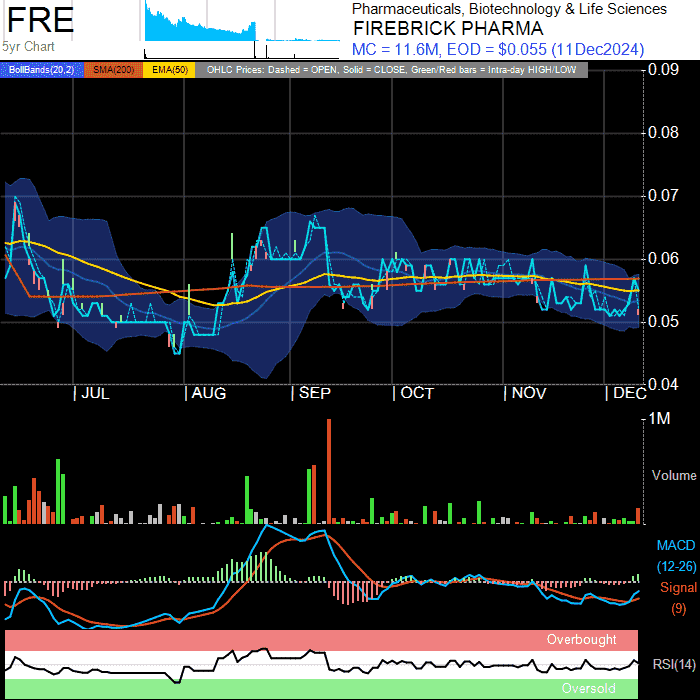 FRE
5yr Chart
Pharmaceuticals, Biotechnology & Life Sciences
FIREBRICK PHARMA
MC = 11.6M, EOD = $0.055 (11Dec2024)
BollBands(20,2) SMA(200) EMA(50) OHLC Prices: Dashed = OPEN, Solid = CLOSE, Green/Red bars = Intra-day HIGH/LOW
0.09
0.08
0.07
0.06
0.05
0.04
| JUL | AUG | SEP | OCT | NOV | DEC
1M
Volume
MACD
(12-26)
Signal
(9)
Overbought
RSI(14)
Oversold